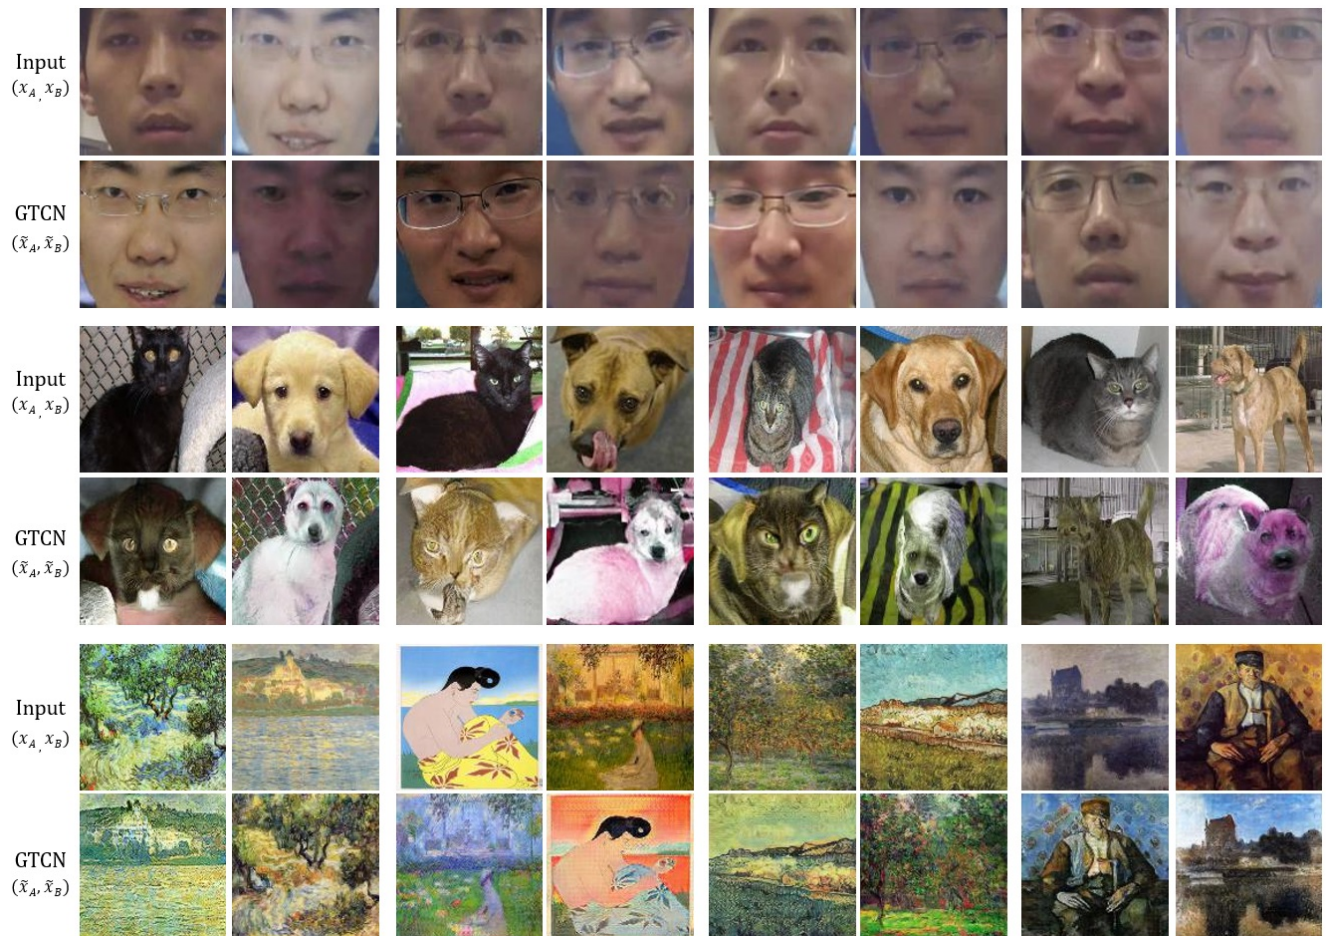 Input
(x_A, x_B)
GTCN
(x̃_A, x̃_B)
Input
(x_A, x_B)
GTCN
(x̃_A, x̃_B)
Input
(x_A, x_B)
GTCN
(x̃_A, x̃_B)